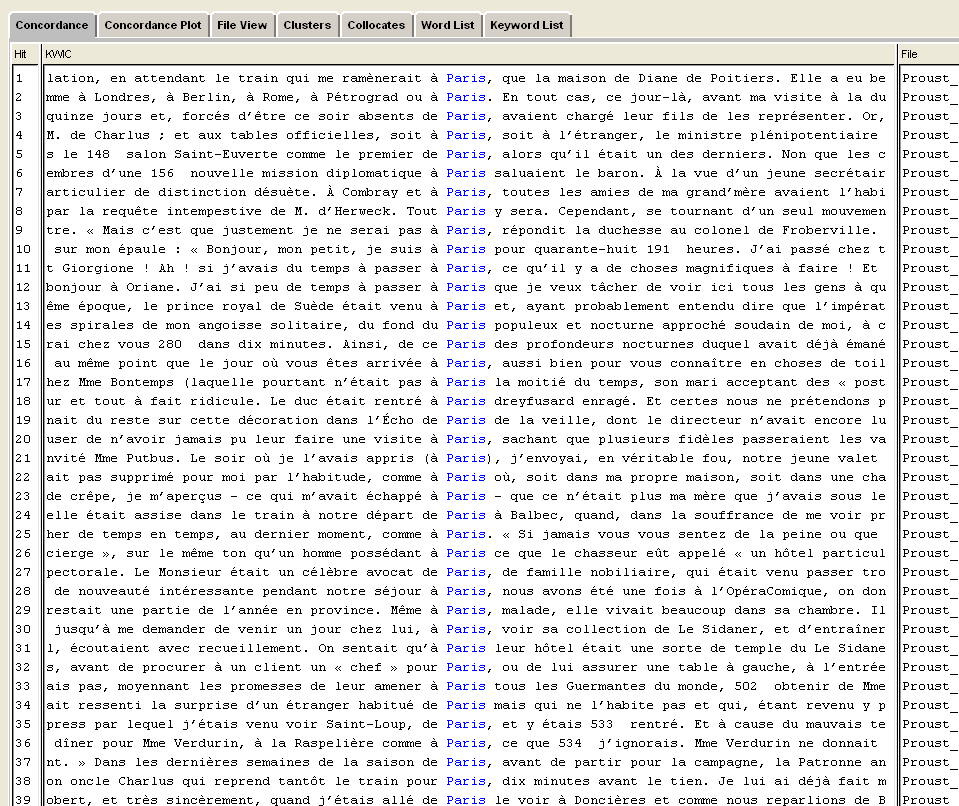 Concordance Concordance Plot File View Clusters Collocates Word List Keyword List
Hit KWIC File
1 lation, en attendant le train qui me ramènerait à Paris, que la maison de Diane de Poitiers. Elle a eu be Proust_
2 mme à Londres, à Berlin, à Rome, à Pétrograd ou à Paris. En tout cas, ce jour-là, avant ma visite à la du Proust_
3 quinze jours et, forcés d'être ce soir absents de Paris, avaient chargé leur fils de les représenter. Or, Proust_
4 M. de Charlus ; et aux tables officielles, soit à Paris, soit à l'étranger, le ministre plénipotentiaire Proust_
5 s le 148 salon Saint-Euverte comme le premier de Paris, alors qu'il était un des derniers. Non que les c Proust_
6 embres d'une 156 nouvelle mission diplomatique à Paris saluaient le baron. À la vue d'un jeune secrétair Proust_
7 articulier de distinction désuète. À Combray et à Paris, toutes les amies de ma grand'mère avaient l'habi Proust_
8 par la requête intempestive de M. d'Herweck. Tout Paris y sera. Cependant, se tournant d'un seul mouvemen Proust_
9 tre. « Mais c'est que justement je ne serai pas à Paris, répondit la duchesse au colonel de Froberville. Proust_
10 sur mon épaule : « Bonjour, mon petit, je suis à Paris pour quarante-huit 191 heures. J'ai passé chez t Proust_
11 t Giorgione ! Ah ! si j'avais du temps à passer à Paris, ce qu'il y a de choses magnifiques à faire ! Et Proust_
12 bonjour à Oriane. J'ai si peu de temps à passer à Paris que je veux tâcher de voir ici tous les gens à qu Proust_
13 ême époque, le prince royal de Suède était venu à Paris et, ayant probablement entendu dire que l'impérat Proust_
14 es spirales de mon angoisse solitaire, du fond du Paris populeux et nocturne approché soudain de moi, à c Proust_
15 rai chez vous 280 dans dix minutes. Ainsi, de ce Paris des profondeurs nocturnes duquel avait déjà émané Proust_
16 au même point que le jour où vous êtes arrivée à Paris, aussi bien pour vous connaître en choses de toil Proust_
17 hez Mme Bontemps (laquelle pourtant n'était pas à Paris la moitié du temps, son mari acceptant des « post Proust_
18 ur et tout à fait ridicule. Le duc était rentré à Paris dreyfusard enragé. Et certes nous ne prétendons p Proust_
19 nait du reste sur cette décoration dans l'Écho de Paris de la veille, dont le directeur n'avait encore lu Proust_
20 user de n'avoir jamais pu leur faire une visite à Paris, sachant que plusieurs fidèles passeraient les va Proust_
21 nvité Mme Putbus. Le soir où je l'avais appris (à Paris), j'envoyai, en véritable fou, notre jeune valet Proust_
22 ait pas supprimé pour moi par l'habitude, comme à Paris où, soit dans ma propre maison, soit dans une cha Proust_
23 de crêpe, je m'aperçus – ce qui m'avait échappé à Paris – que ce n'était plus ma mère que j'avais sous le Proust_
24 elle était assise dans le train à notre départ de Paris à Balbec, quand, dans la souffrance de me voir pr Proust_
25 her de temps en temps, au dernier moment, comme à Paris. « Si jamais vous vous sentez de la peine ou que Proust_
26 cierge », sur le même ton qu'un homme possédant à Paris ce que le chasseur eût appelé « un hôtel particul Proust_
27 pectorale. Le Monsieur était un célèbre avocat de Paris, de famille nobiliaire, qui était venu passer tro Proust_
28 de nouveauté intéressante pendant notre séjour à Paris, nous avons été une fois à l'OpéraComique, on don Proust_
29 restait une partie de l'année en province. Même à Paris, malade, elle vivait beaucoup dans sa chambre. Il Proust_
30 jusqu'à me demander de venir un jour chez lui, à Paris, voir sa collection de Le Sidaner, et d'entraîner Proust_
31 l, écoutaient avec recueillement. On sentait qu'à Paris leur hôtel était une sorte de temple du Le Sidane Proust_
32 s, avant de procurer à un client un « chef » pour Paris, ou de lui assurer une table à gauche, à l'entrée Proust_
33 ais pas, moyennant les promesses de leur amener à Paris tous les Guermantes du monde, 502 obtenir de Mme Proust_
34 ait ressenti la surprise d'un étranger habitué de Paris mais qui ne l'habite pas et qui, étant revenu y p Proust_
35 press par lequel j'étais venu voir Saint-Loup, de Paris, et y étais 533 rentré. Et à cause du mauvais te Proust_
36 dîner pour Mme Verdurin, à la Raspelière comme à Paris, ce que 534 j'ignorais. Mme Verdurin ne donnait Proust_
37 nt. » Dans les dernières semaines de la saison de Paris, avant de partir pour la campagne, la Patronne an Proust_
38 on oncle Charlus qui reprend tantôt le train pour Paris, dix minutes avant le tien. Je lui ai déjà fait m Proust_
39 obert, et très sincèrement, quand j'étais allé de Paris le voir à Doncières et comme nous reparlions de B Proust_